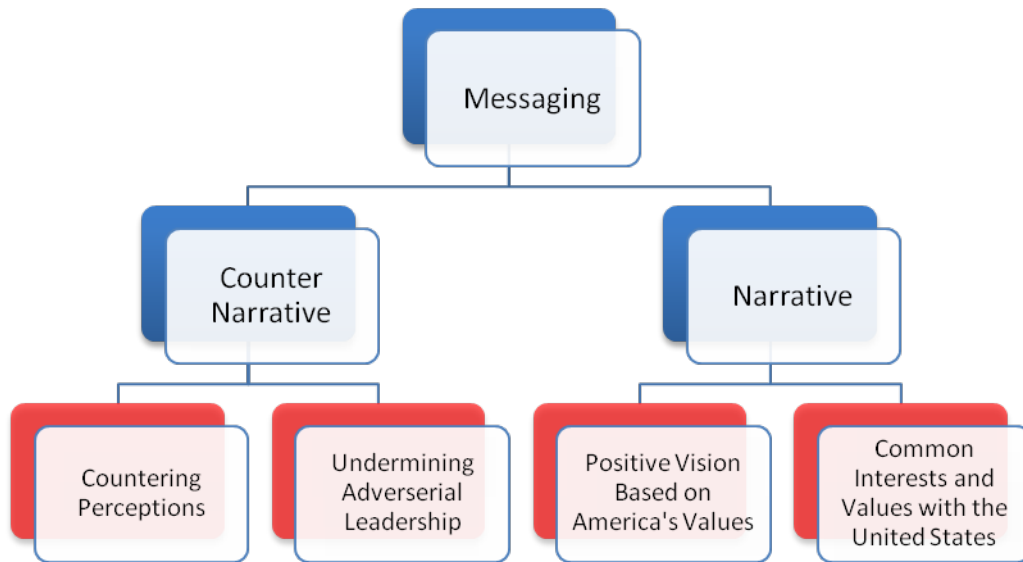 Messaging
Counter
Narrative
Narrative
Countering
Perceptions
Undermining
Adverserial
Leadership
Positive Vision
Based on
America's Values
Common
Interests and
Values with the
United States